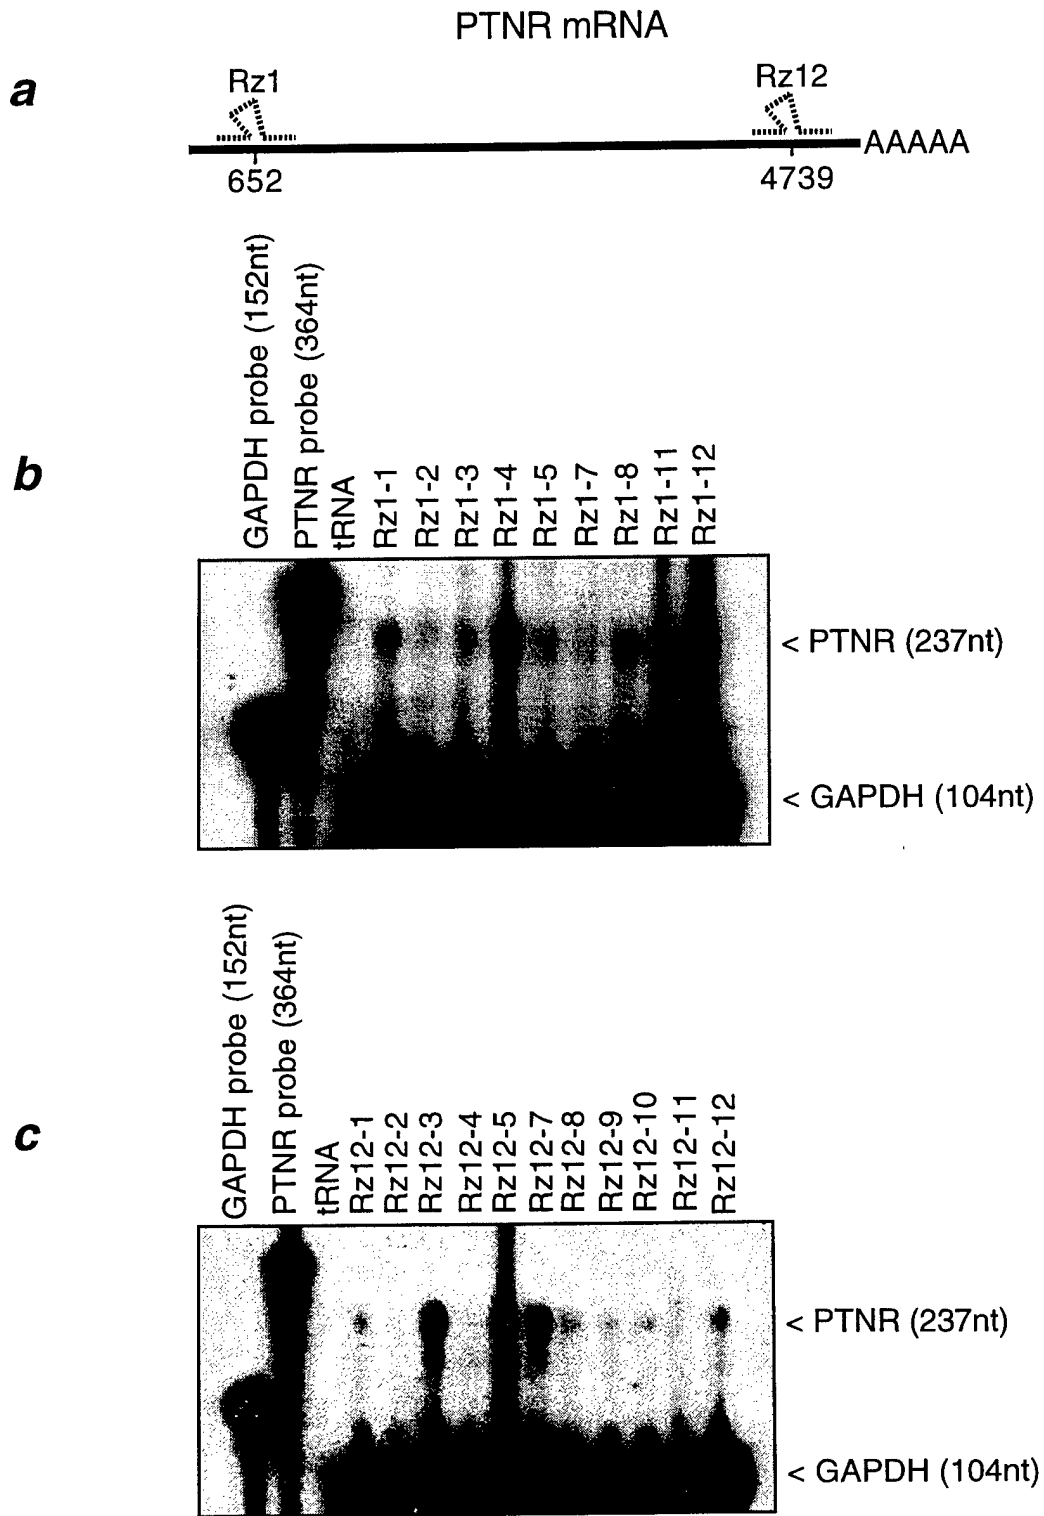 PTNR mRNA
a
Rz1
Rz12
AAAAA
652
4739
b
GAPDH probe (152nt)
PTNR probe (364nt)
tRNA
Rz1-1
Rz1-2
Rz1-3
Rz1-4
Rz1-5
Rz1-7
Rz1-8
Rz1-11
Rz1-12
< PTNR (237nt)
< GAPDH (104nt)
c
GAPDH probe (152nt)
PTNR probe (364nt)
tRNA
Rz12-1
Rz12-2
Rz12-3
Rz12-4
Rz12-5
Rz12-7
Rz12-8
Rz12-9
Rz12-10
Rz12-11
Rz12-12
< PTNR (237nt)
< GAPDH (104nt)